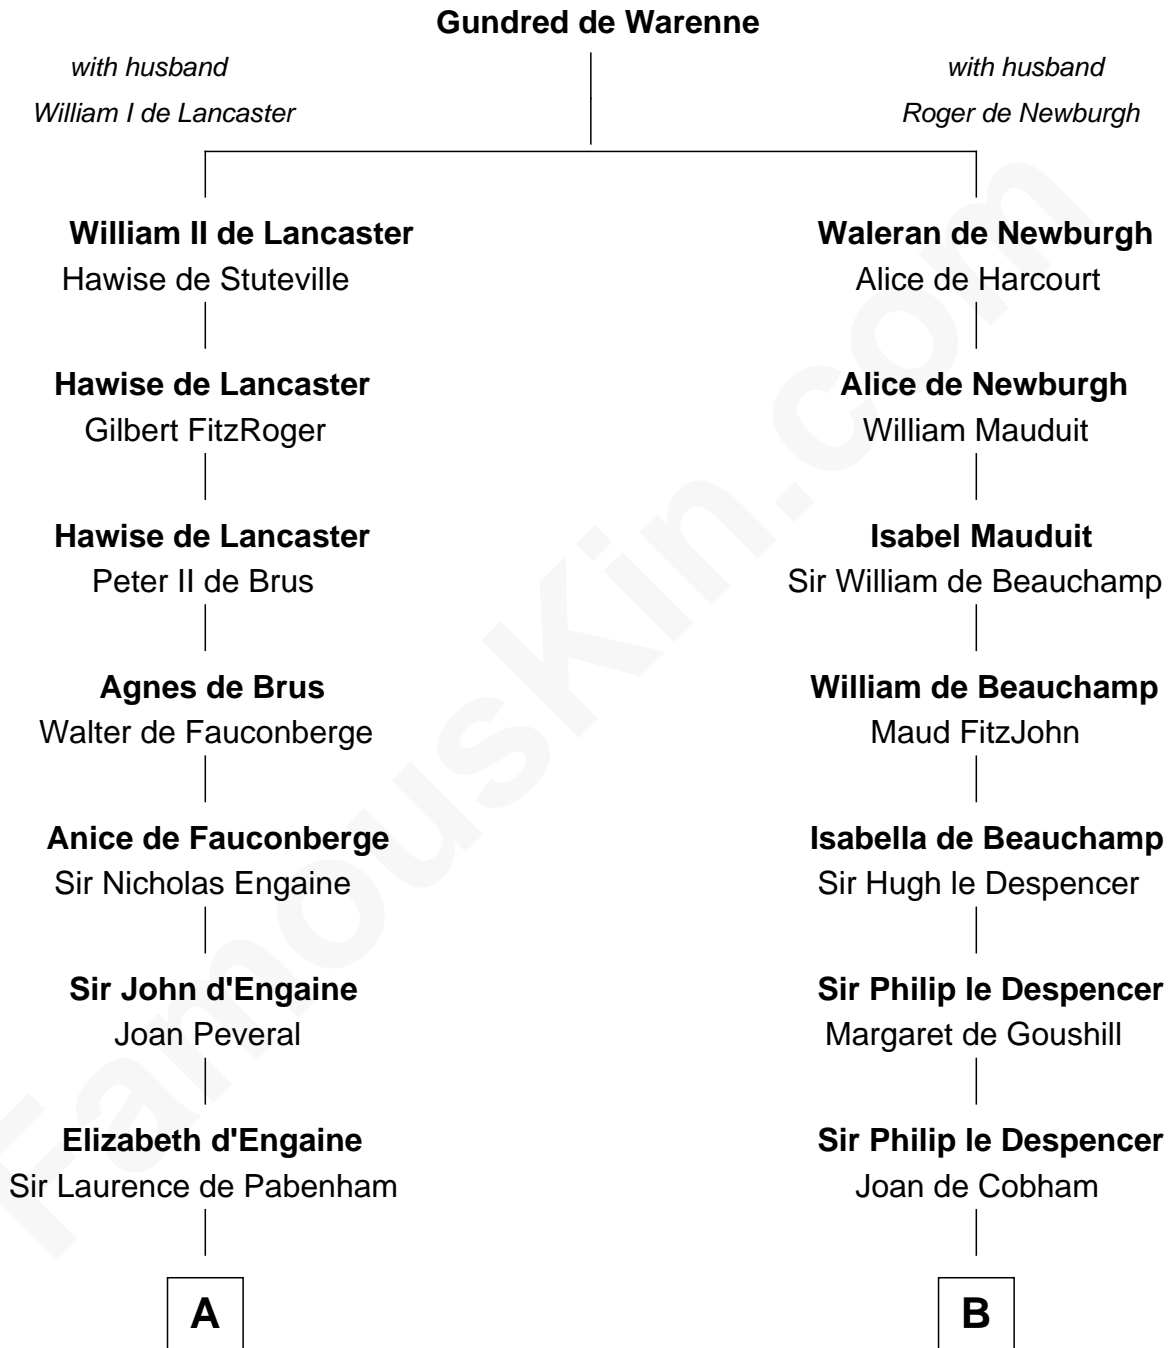 Gundred de Warenne
with husband
William I de Lancaster
with husband
Roger de Newburgh
William II de Lancaster
Hawise de Stuteville
Waleran de Newburgh
Alice de Harcourt
Hawise de Lancaster
Gilbert FitzRoger
Alice de Newburgh
William Mauduit
Hawise de Lancaster
Peter II de Brus
Isabel Mauduit
Sir William de Beauchamp
Agnes de Brus
Walter de Fauconberge
William de Beauchamp
Maud FitzJohn
Anice de Fauconberge
Sir Nicholas Engaine
Isabella de Beauchamp
Sir Hugh le Despencer
Sir John d'Engaine
Joan Peveral
Sir Philip le Despencer
Margaret de Goushill
Elizabeth d'Engaine
Sir Laurence de Pabenham
Sir Philip le Despencer
Joan de Cobham
A
B
FamousKin.com